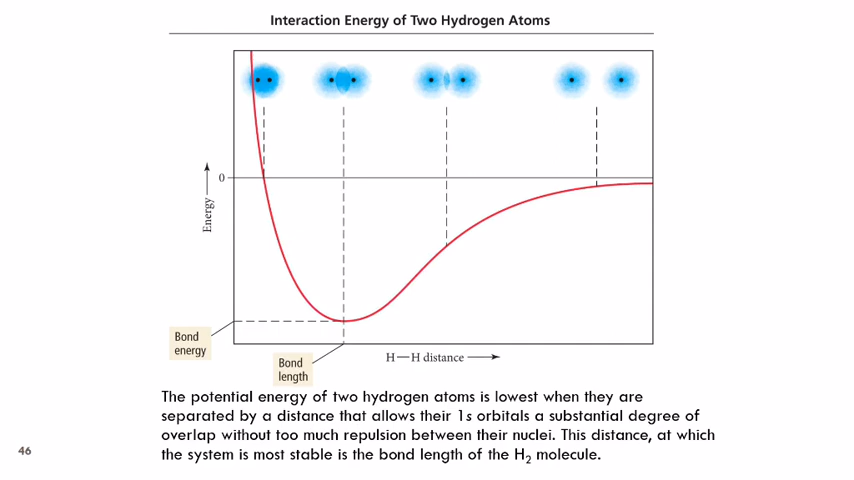 Interaction Energy of Two Hydrogen Atoms
0
Energy
Bond
energy
Bond
length
H—H distance
The potential energy of two hydrogen atoms is lowest when they are
separated by a distance that allows their 1s orbitals a substantial degree of
overlap without too much repulsion between their nuclei. This distance, at which
the system is most stable is the bond length of the H₂ molecule.
46